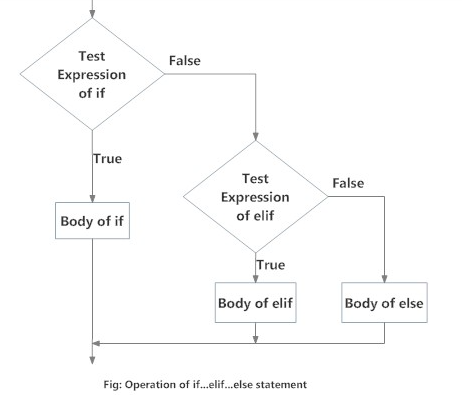 Test
Expression
of if
False
True
Body of if
Test
Expression
of elif
False
True
Body of elif
Body of else
Fig: Operation of if...elif...else statement